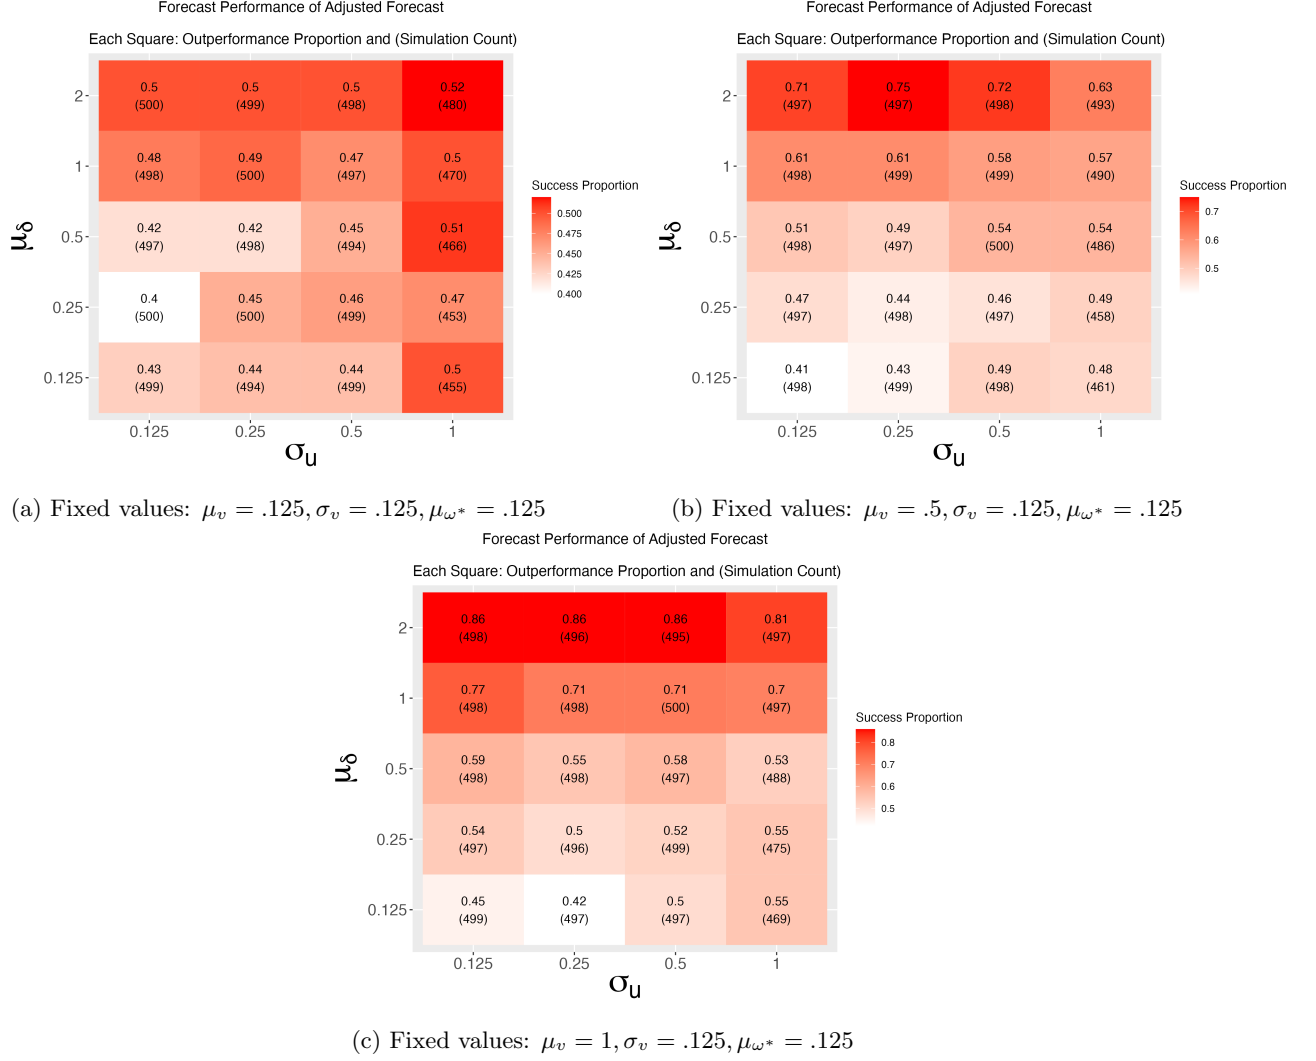 Forecast Performance of Adjusted Forecast
Each Square: Outperformance Proportion and (Simulation Count)
0.5 0.5 0.5 0.52
2
(500) (499) (498) (480)
0.48 0.49 0.47 0.5
1
(498) (500) (497) (470)
0.42 0.42 0.45 0.51
0.5
(497) (498) (494) (466)
0.4 0.45 0.46 0.47
0.25
(500) (500) (499) (453)
0.43 0.44 0.44 0.5
0.125
(499) (494) (499) (455)
0.125 0.25 0.5 1
μδ
σu
Success Proportion
0.500
0.475
0.450
0.425
0.400
(a) Fixed values: μv = .125, σv = .125, μω* = .125
Forecast Performance of Adjusted Forecast
Each Square: Outperformance Proportion and (Simulation Count)
0.71 0.75 0.72 0.63
2
(497) (497) (498) (493)
0.61 0.61 0.58 0.57
1
(498) (499) (499) (490)
0.51 0.49 0.54 0.54
0.5
(498) (497) (500) (486)
0.47 0.44 0.46 0.49
0.25
(497) (498) (497) (458)
0.41 0.43 0.49 0.48
0.125
(498) (499) (498) (461)
0.125 0.25 0.5 1
μδ
σu
Success Proportion
0.7
0.6
0.5
(b) Fixed values: μv = .5, σv = .125, μω* = .125
Forecast Performance of Adjusted Forecast
Each Square: Outperformance Proportion and (Simulation Count)
0.86 0.86 0.86 0.81
2
(498) (496) (495) (497)
0.77 0.71 0.71 0.7
1
(498) (498) (500) (497)
0.59 0.55 0.58 0.53
0.5
(498) (498) (497) (488)
0.54 0.5 0.52 0.55
0.25
(497) (496) (499) (475)
0.45 0.42 0.5 0.55
0.125
(499) (497) (497) (469)
0.125 0.25 0.5 1
μδ
σu
Success Proportion
0.8
0.7
0.6
0.5
(c) Fixed values: μv = 1, σv = .125, μω* = .125